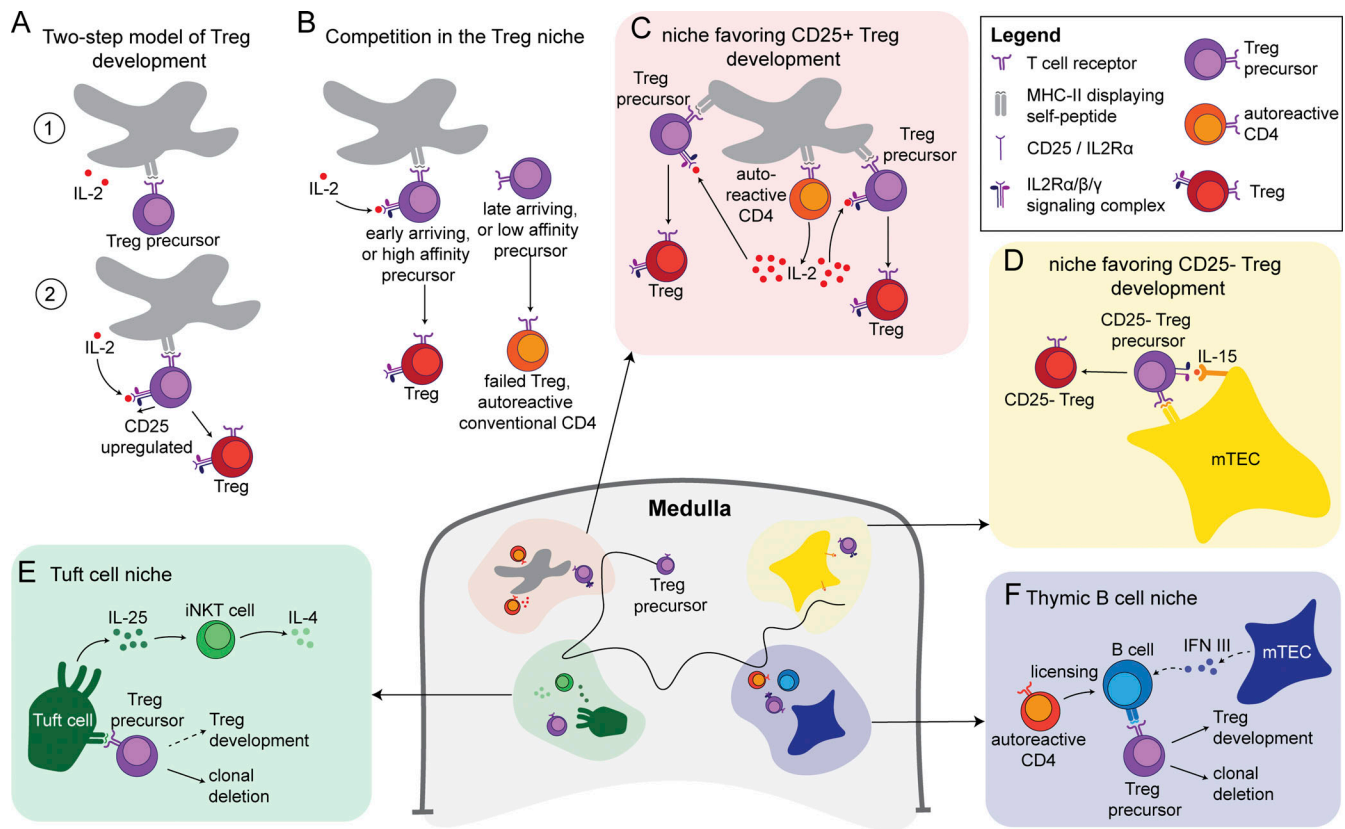 A
Two-step model of Treg
development
1
IL-2
Treg precursor
2
IL-2
CD25
upregulated
Treg
B
Competition in the Treg niche
IL-2
early arriving,
or high affinity
precursor
late arriving,
or low affinity
precursor
Treg
failed Treg,
autoreactive
conventional CD4
C
niche favoring CD25+ Treg
development
Treg
precursor
auto-
reactive
CD4
Treg
precursor
IL-2
Treg
Treg
Legend
T cell receptor
MHC-II displaying
self-peptide
CD25 / IL2Rα
IL2Rα/β/γ
signaling complex
Treg
precursor
autoreactive
CD4
Treg
D
niche favoring CD25- Treg
development
CD25- Treg
precursor
IL-15
CD25- Treg
mTEC
Medulla
Treg
precursor
E
Tuft cell niche
IL-25
iNKT cell
IL-4
Tuft cell
Treg
precursor
Treg
development
clonal
deletion
F
Thymic B cell niche
licensing
B cell
IFN III
mTEC
autoreactive
CD4
Treg
development
Treg
precursor
clonal
deletion